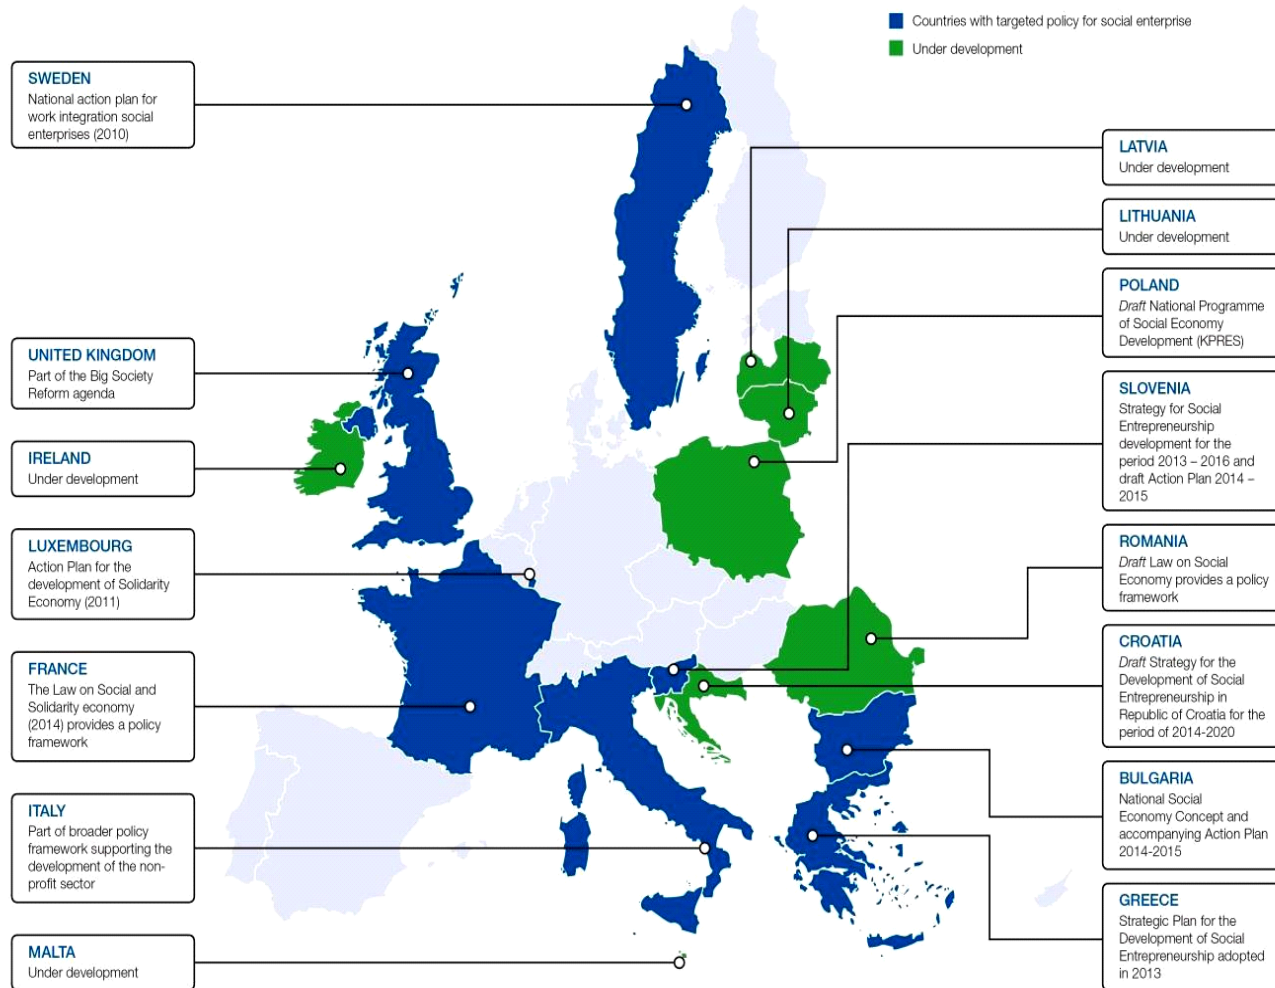 Countries with targeted policy for social enterprise
Under development
SWEDEN
National action plan for
work integration social
enterprises (2010)
UNITED KINGDOM
Part of the Big Society
Reform agenda
IRELAND
Under development
LUXEMBOURG
Action Plan for the
development of Solidarity
Economy (2011)
FRANCE
The Law on Social and
Solidarity economy
(2014) provides a policy
framework
ITALY
Part of broader policy
framework supporting the
development of the non-
profit sector
MALTA
Under development
LATVIA
Under development
LITHUANIA
Under development
POLAND
Draft National Programme
of Social Economy
Development (KPRES)
SLOVENIA
Strategy for Social
Entrepreneurship
development for the
period 2013 – 2016 and
draft Action Plan 2014 –
2015
ROMANIA
Draft Law on Social
Economy provides a policy
framework
CROATIA
Draft Strategy for the
Development of Social
Entrepreneurship in
Republic of Croatia for the
period of 2014-2020
BULGARIA
National Social
Economy Concept and
accompanying Action Plan
2014-2015
GREECE
Strategic Plan for the
Development of Social
Entrepreneurship adopted
in 2013